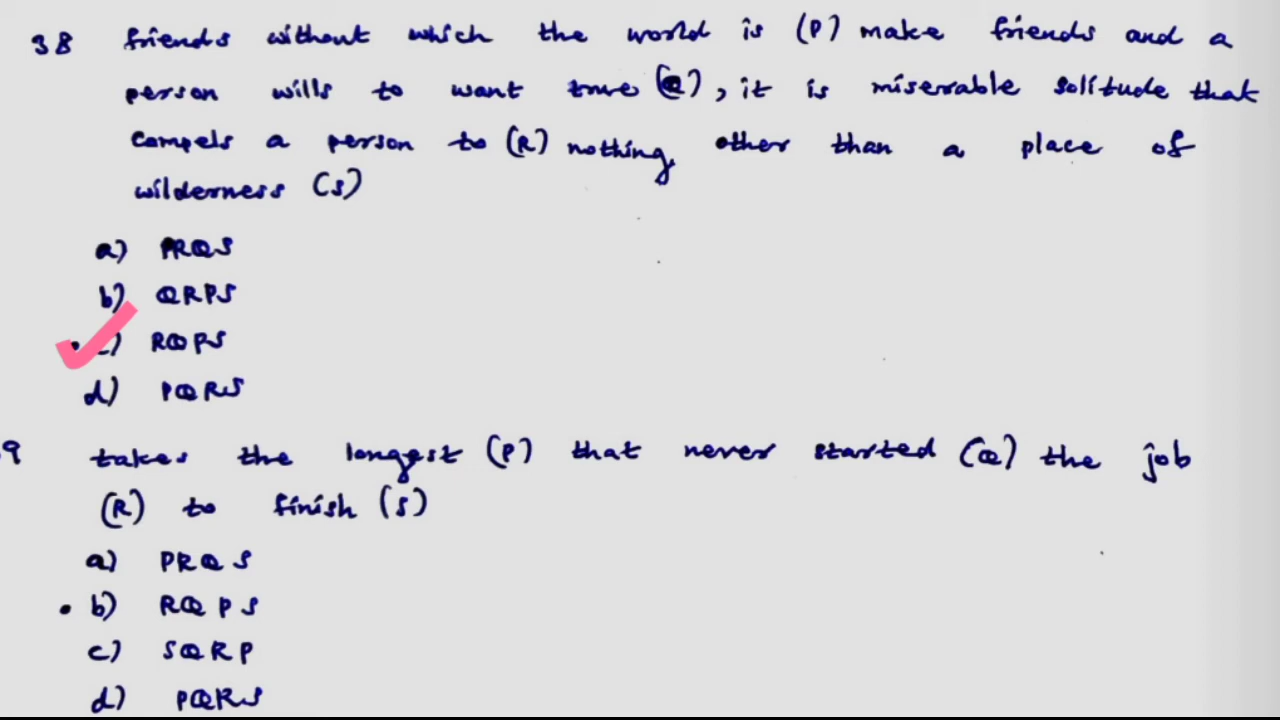 38 friends without which the world is (P) make friends and a
person wills to want true (Q), it is miserable solitude that
compels a person to (R) nothing other than a place of
wilderness (S)
a) PRQS
b) QRPS
c) RQPS
d) PQRS
9 takes the longest (P) that never started (Q) the job
(R) to finish (S)
a) PRQS
b) RQPS
c) SQRP
d) PQRS